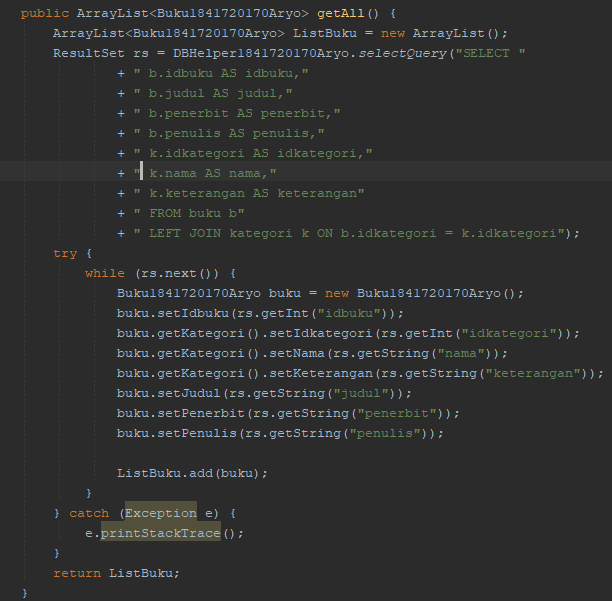 public ArrayList<Buku1841720170Aryo> getAll() {
    ArrayList<Buku1841720170Aryo> ListBuku = new ArrayList();
    ResultSet rs = DBHelper1841720170Aryo.selectQuery("SELECT "
            + " b.idbuku AS idbuku,"
            + " b.judul AS judul,"
            + " b.penerbit AS penerbit,"
            + " b.penulis AS penulis,"
            + " k.idkategori AS idkategori,"
            + " k.nama AS nama,"
            + " k.keterangan AS keterangan"
            + " FROM buku b"
            + " LEFT JOIN kategori k ON b.idkategori = k.idkategori");
    try {
        while (rs.next()) {
            Buku1841720170Aryo buku = new Buku1841720170Aryo();
            buku.setIdbuku(rs.getInt("idbuku"));
            buku.getKategori().setIdkategori(rs.getInt("idkategori"));
            buku.getKategori().setNama(rs.getString("nama"));
            buku.getKategori().setKeterangan(rs.getString("keterangan"));
            buku.setJudul(rs.getString("judul"));
            buku.setPenerbit(rs.getString("penerbit"));
            buku.setPenulis(rs.getString("penulis"));

            ListBuku.add(buku);
        }
    } catch (Exception e) {
        e.printStackTrace();
    }
    return ListBuku;
}